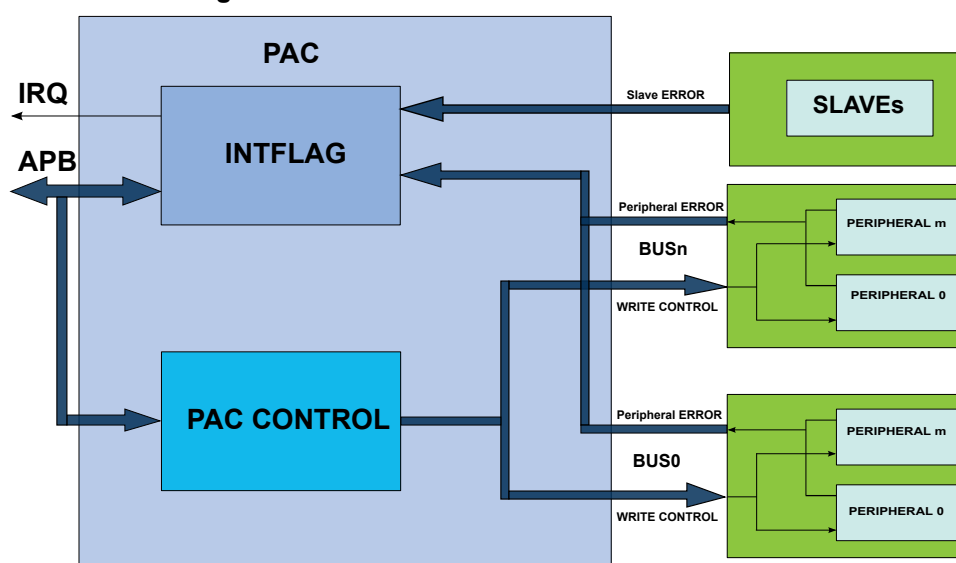 PAC
IRQ
INTFLAG
APB
Slave ERROR
SLAVEs
Peripheral ERROR
BUSn
WRITE CONTROL
PERIPHERAL m
PERIPHERAL 0
PAC CONTROL
Peripheral ERROR
BUS0
WRITE CONTROL
PERIPHERAL m
PERIPHERAL 0